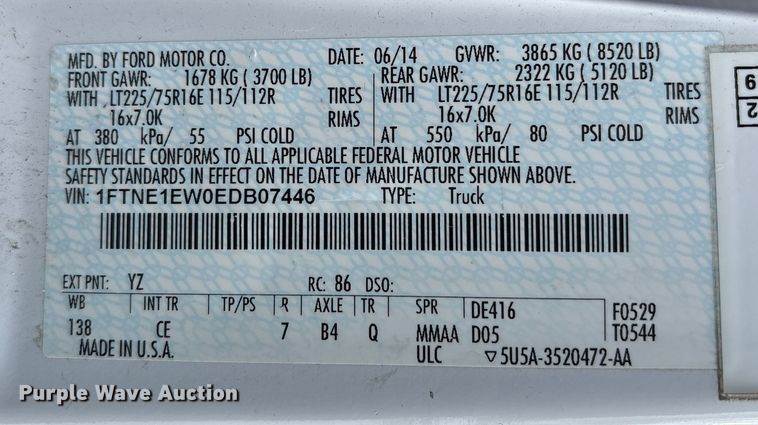 MFD. BY FORD MOTOR CO. DATE: 06/14 GVWR: 3865 KG ( 8520 LB)
FRONT GAWR: 1678 KG ( 3700 LB) REAR GAWR: 2322 KG ( 5120 LB)
WITH LT225/75R16E 115/112R TIRES WITH LT225/75R16E 115/112R TIRES
16x7.0K RIMS 16x7.0K RIMS
AT 380 kPa/ 55 PSI COLD AT 550 kPa/ 80 PSI COLD
THIS VEHICLE CONFORMS TO ALL APPLICABLE FEDERAL MOTOR VEHICLE
SAFETY STANDARDS IN EFFECT ON THE DATE OF MANUFACTURE SHOWN ABOVE.
VIN: 1FTNE1EW0EDB07446 TYPE: Truck
EXT PNT: YZ RC: 86 DSO:
WB INT TR TP/PS R AXLE TR SPR DE416 F0529
138 CE 7 B4 Q MMAA D05 T0544
MADE IN U.S.A. ULC ▽5U5A-3520472-AA
9
2
Purple Wave Auction